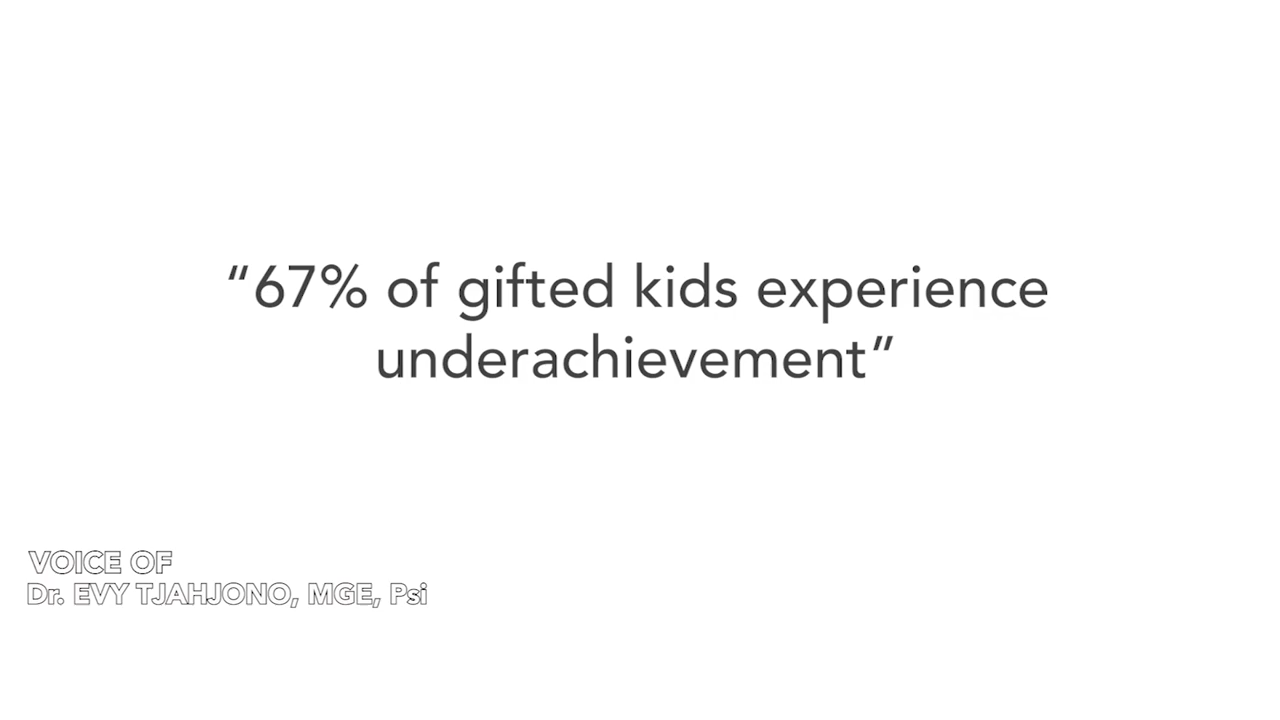 “67% of gifted kids experience
underachievement”
VOICE OF
Dr. EVY TJAHJONO, MGE, Psi